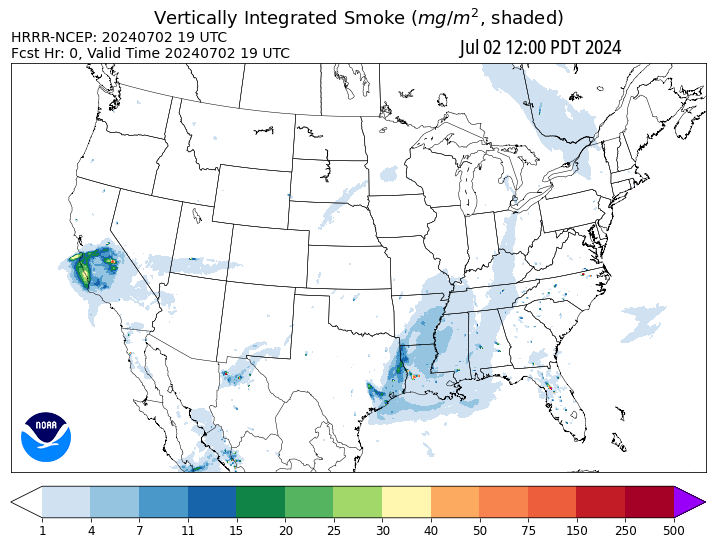 Vertically Integrated Smoke (mg/m², shaded)
HRRR-NCEP: 20240702 19 UTC
Fcst Hr: 0, Valid Time 20240702 19 UTC
Jul 02 12:00 PDT 2024
NOAA
1 4 7 11 15 20 25 30 40 50 75 150 250 500